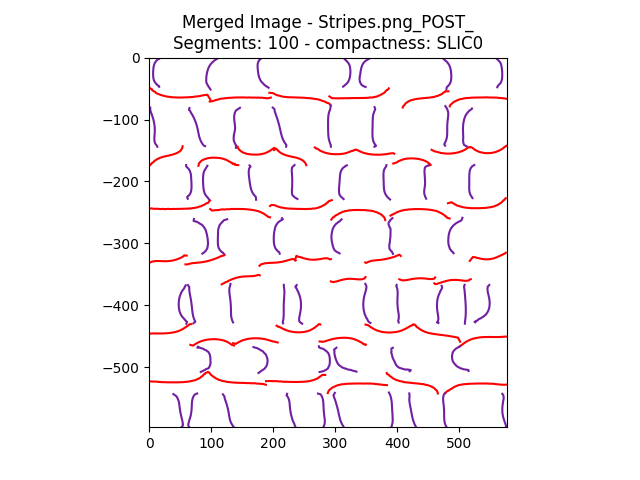 Merged Image - Stripes.png_POST_
Segments: 100 - compactness: SLIC0
0
−100
−200
−300
−400
−500
0 100 200 300 400 500